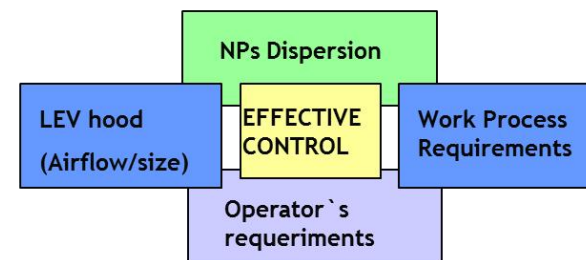 NPs Dispersion
LEV hood
(Airflow/size)
EFFECTIVE
CONTROL
Work Process
Requirements
Operator`s
requeriments